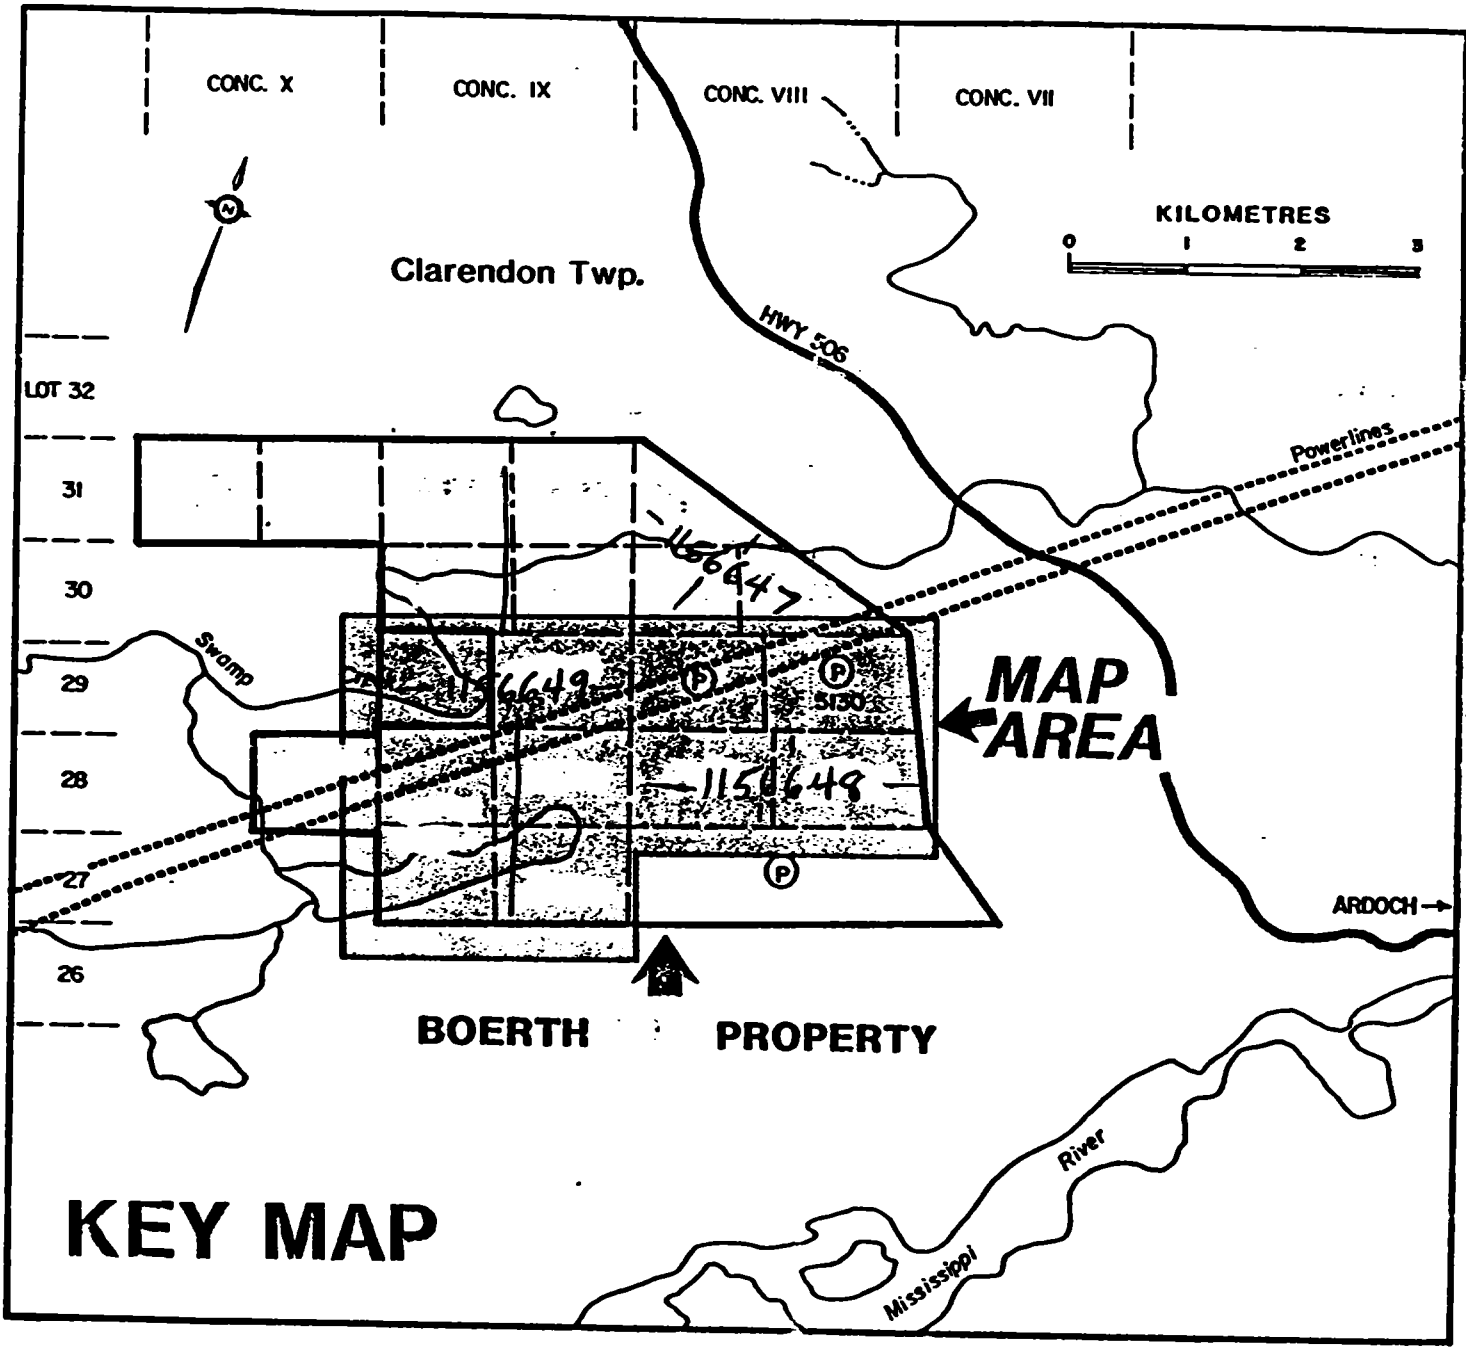 CONC. X
CONC. IX
CONC. VIII
CONC. VII
N
KILOMETRES
0 1 2 3
Clarendon Twp.
HWY 506
LOT 32
Powerlines
31
1156647
30
Swamp
29
1156649
P
P
5130
MAP
AREA
28
1156648
27
P
ARDOCH
26
BOERTH PROPERTY
River
KEY MAP
Mississippi